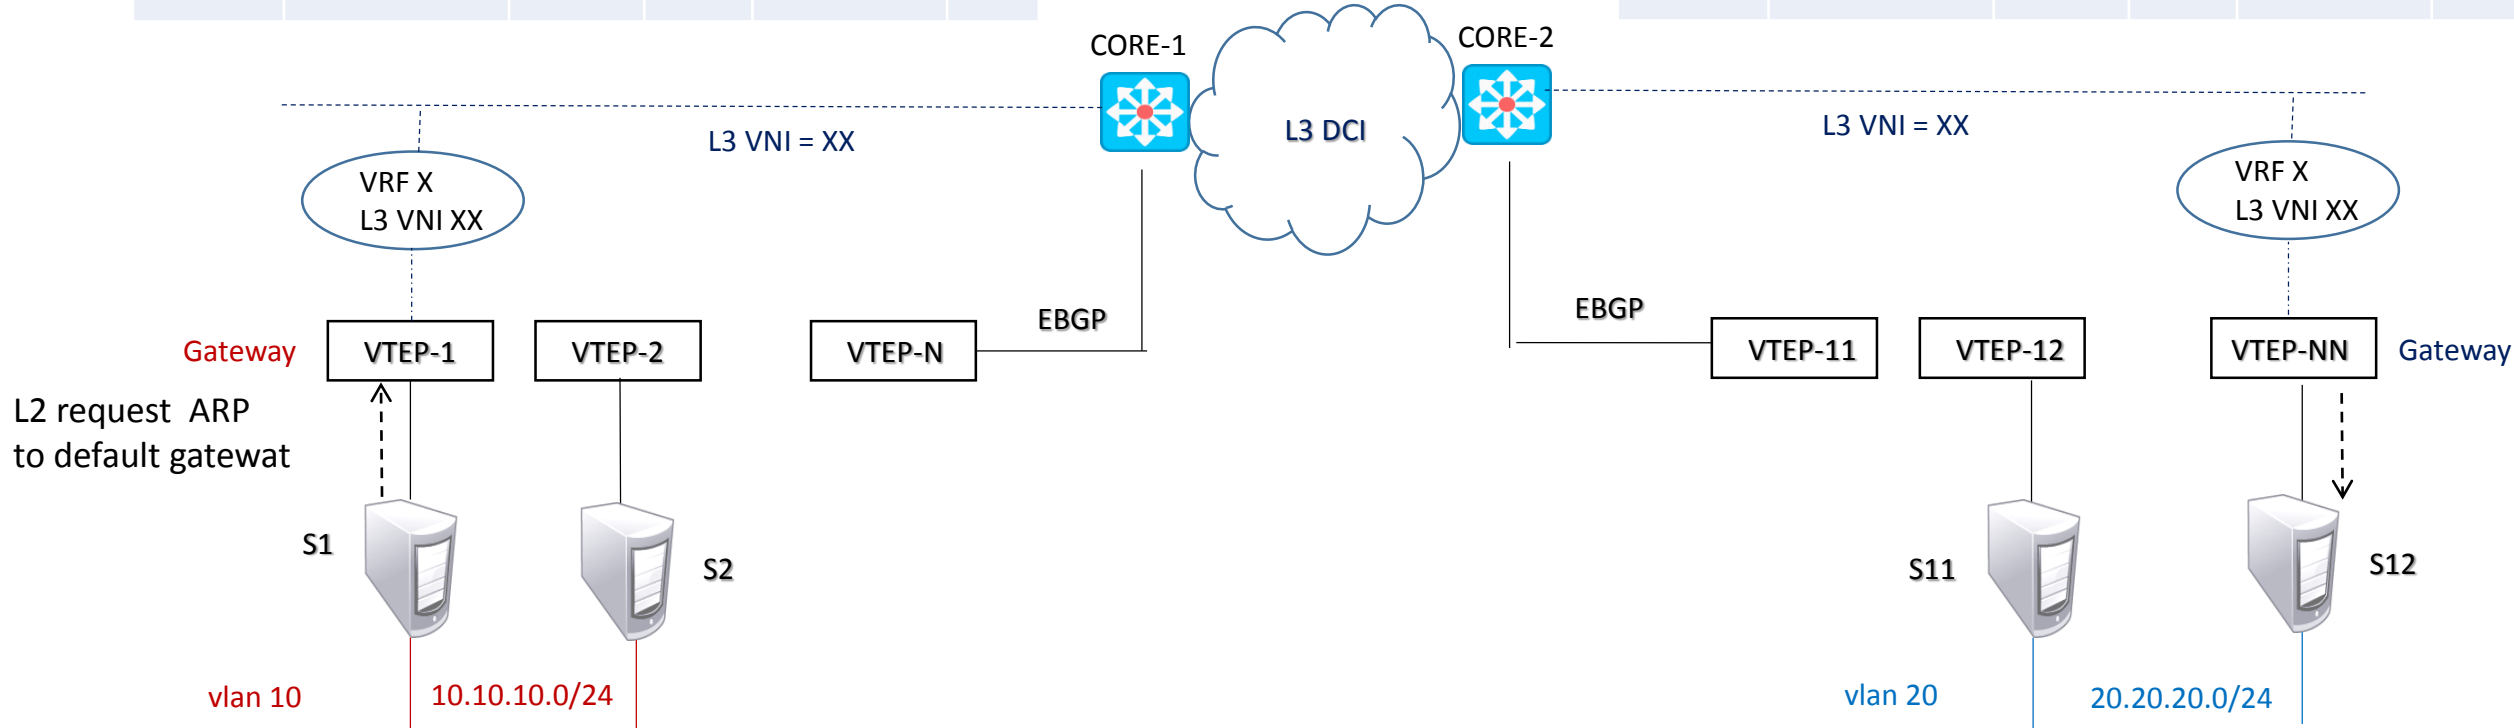 CORE-1
CORE-2
L3 DCI
L3 VNI = XX
L3 VNI = XX
VRF X
L3 VNI XX
VRF X
L3 VNI XX
EBGP
EBGP
Gateway
VTEP-1
VTEP-2
VTEP-N
VTEP-11
VTEP-12
VTEP-NN
Gateway
L2 request ARP
to default gatewat
S1
S2
S11
S12
vlan 10
10.10.10.0/24
vlan 20
20.20.20.0/24